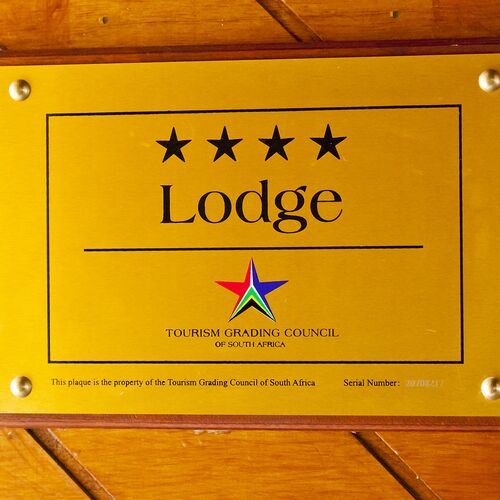 Lodge
TOURISM GRADING COUNCIL
OF SOUTH AFRICA
This plaque is the property of the Tourism Grading Council of South Africa Serial Number: